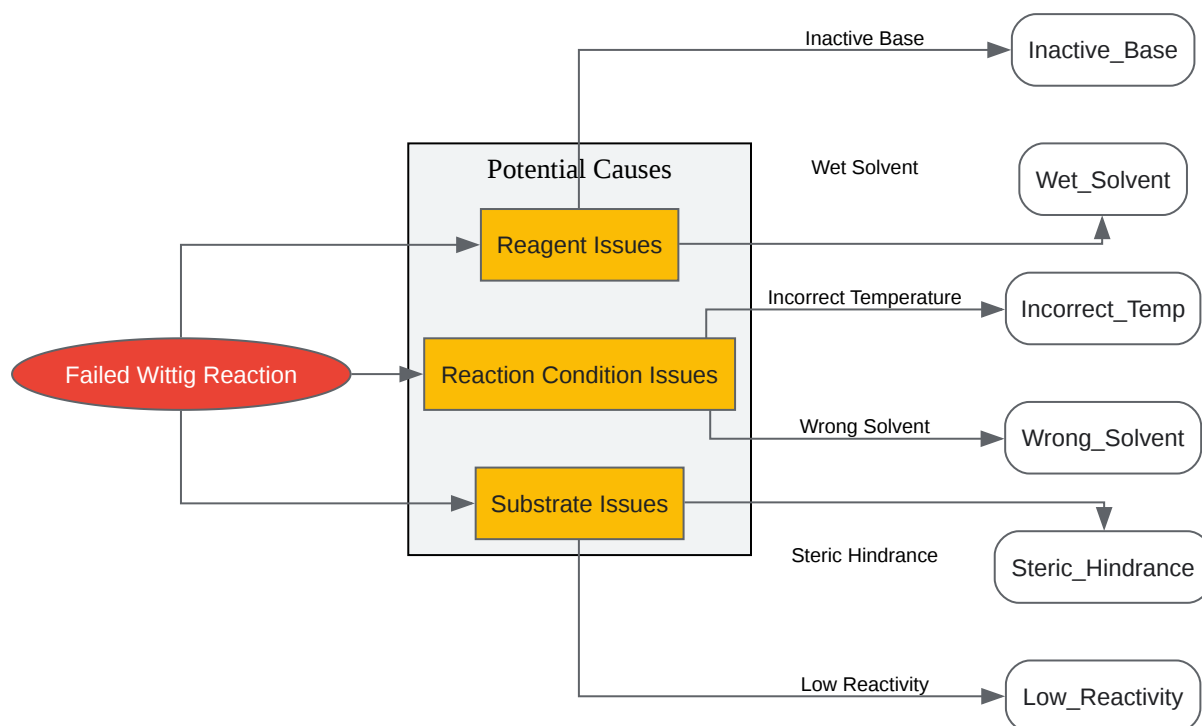 Inactive Base
Inactive_Base
Potential Causes
Wet Solvent
Wet_Solvent
Reagent Issues
Incorrect Temperature
Incorrect_Temp
Failed Wittig Reaction
Reaction Condition Issues
Wrong Solvent
Wrong_Solvent
Substrate Issues
Steric Hindrance
Steric_Hindrance
Low Reactivity
Low_Reactivity